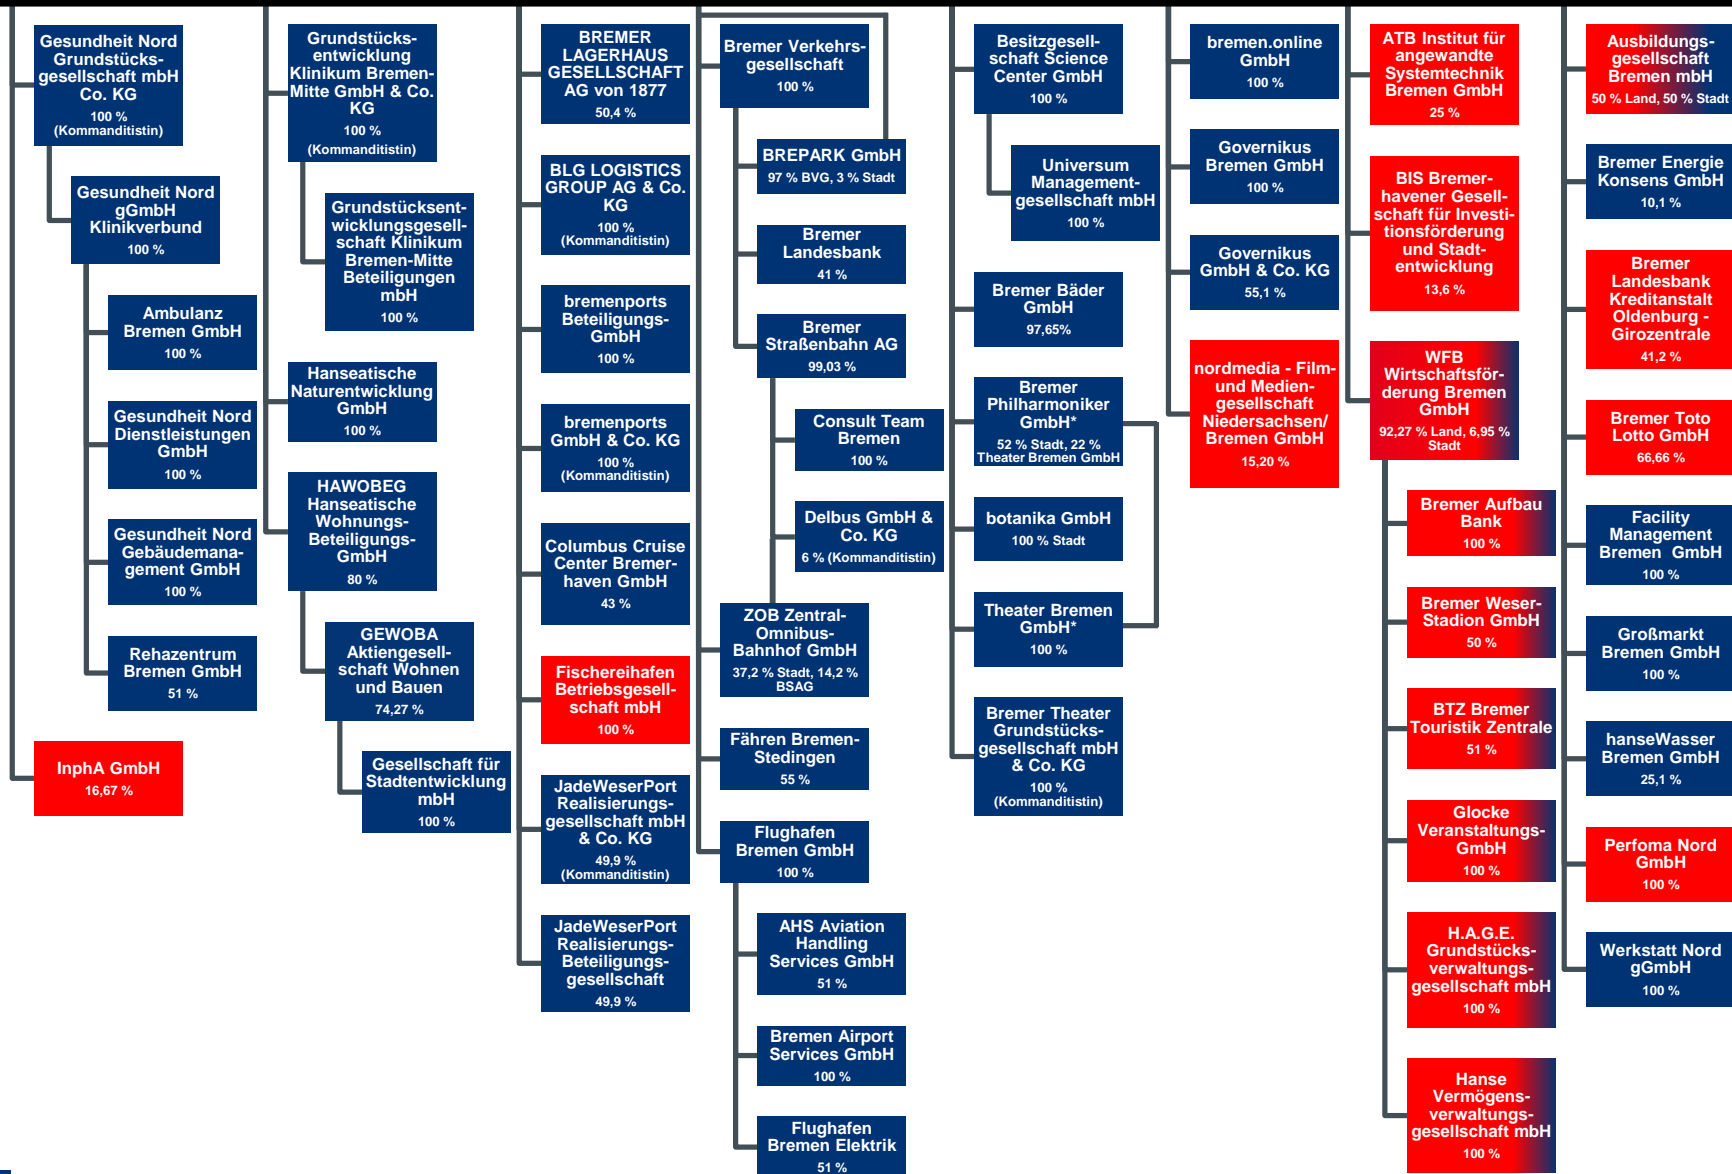 Gesundheit Nord
Grundstücks-
gesellschaft mbH
Co. KG
100 %
(Kommanditistin)
Gesundheit Nord
gGmbH
Klinikverbund
100 %
Ambulanz
Bremen GmbH
100 %
Gesundheit Nord
Dienstleistungen
GmbH
100 %
Gesundheit Nord
Gebäudemana-
gement GmbH
100 %
Rehazentrum
Bremen GmbH
51 %
InphA GmbH
16,67 %
Grundstücks-
entwicklung
Klinikum Bremen-
Mitte GmbH & Co.
KG
100 %
(Kommanditistin)
Grundstücksent-
wicklungsgesell-
schaft Klinikum
Bremen-Mitte
Beteiligungen
mbH
100 %
Hanseatische
Naturentwicklung
GmbH
100 %
HAWOBEG
Hanseatische
Wohnungs-
Beteiligungs-
GmbH
80 %
GEWOBA
Aktiengesell-
schaft Wohnen
und Bauen
74,27 %
Gesellschaft für
Stadtentwicklung
mbH
100 %
BREMER
LAGERHAUS
GESELLSCHAFT
AG von 1877
50,4 %
BLG LOGISTICS
GROUP AG & Co.
KG
100 %
(Kommanditistin)
bremenports
Beteiligungs-
GmbH
100 %
bremenports
GmbH & Co. KG
100 %
(Kommanditistin)
Columbus Cruise
Center Bremer-
haven GmbH
43 %
Fischereihafen
Betriebsgesell-
schaft mbH
100 %
JadeWeserPort
Realisierungs-
gesellschaft mbH
& Co. KG
49,9 %
(Kommanditistin)
JadeWeserPort
Realisierungs-
Beteiligungs-
gesellschaft
49,9 %
Bremer Verkehrs-
gesellschaft
100 %
BREPARK GmbH
97 % BVG, 3 % Stadt
Bremer
Landesbank
41 %
Bremer
Straßenbahn AG
99,03 %
Consult Team
Bremen
100 %
Delbus GmbH &
Co. KG
6 % (Kommanditistin)
ZOB Zentral-
Omnibus-
Bahnhof GmbH
37,2 % Stadt, 14,2 %
BSAG
Fähren Bremen-
Stedingen
55 %
Flughafen
Bremen GmbH
100 %
AHS Aviation
Handling
Services GmbH
51 %
Bremen Airport
Services GmbH
100 %
Flughafen
Bremen Elektrik
51 %
Besitzgesell-
schaft Science
Center GmbH
100 %
Universum
Management-
gesellschaft mbH
100 %
Bremer Bäder
GmbH
97,65%
Bremer
Philharmoniker
GmbH*
52 % Stadt, 22 %
Theater Bremen GmbH
botanika GmbH
100 % Stadt
Theater Bremen
GmbH*
100 %
Bremer Theater
Grundstücks-
gesellschaft mbH
& Co. KG
100 %
(Kommanditistin)
bremen.online
GmbH
100 %
Governikus
Bremen GmbH
100 %
Governikus
GmbH & Co. KG
55,1 %
nordmedia - Film-
und Medien-
gesellschaft
Niedersachsen/
Bremen GmbH
15,20 %
ATB Institut für
angewandte
Systemtechnik
Bremen GmbH
25 %
BIS Bremer-
havener Gesell-
schaft für Investi-
tionsförderung
und Stadt-
entwicklung
13,6 %
WFB
Wirtschaftsför-
derung Bremen
GmbH
92,27 % Land, 6,95 %
Stadt
Bremer Aufbau
Bank
100 %
Bremer Weser-
Stadion GmbH
50 %
BTZ Bremer
Touristik Zentrale
51 %
Glocke
Veranstaltungs-
GmbH
100 %
H.A.G.E.
Grundstücks-
verwaltungs-
gesellschaft mbH
100 %
Hanse
Vermögens-
verwaltungs-
gesellschaft mbH
100 %
Ausbildungs-
gesellschaft
Bremen mbH
50 % Land, 50 % Stadt
Bremer Energie
Konsens GmbH
10,1 %
Bremer
Landesbank
Kreditanstalt
Oldenburg -
Girozentrale
41,2 %
Bremer Toto
Lotto GmbH
66,66 %
Facility
Management
Bremen GmbH
100 %
Großmarkt
Bremen GmbH
100 %
hanseWasser
Bremen GmbH
25,1 %
Perfoma Nord
GmbH
100 %
Werkstatt Nord
gGmbH
100 %